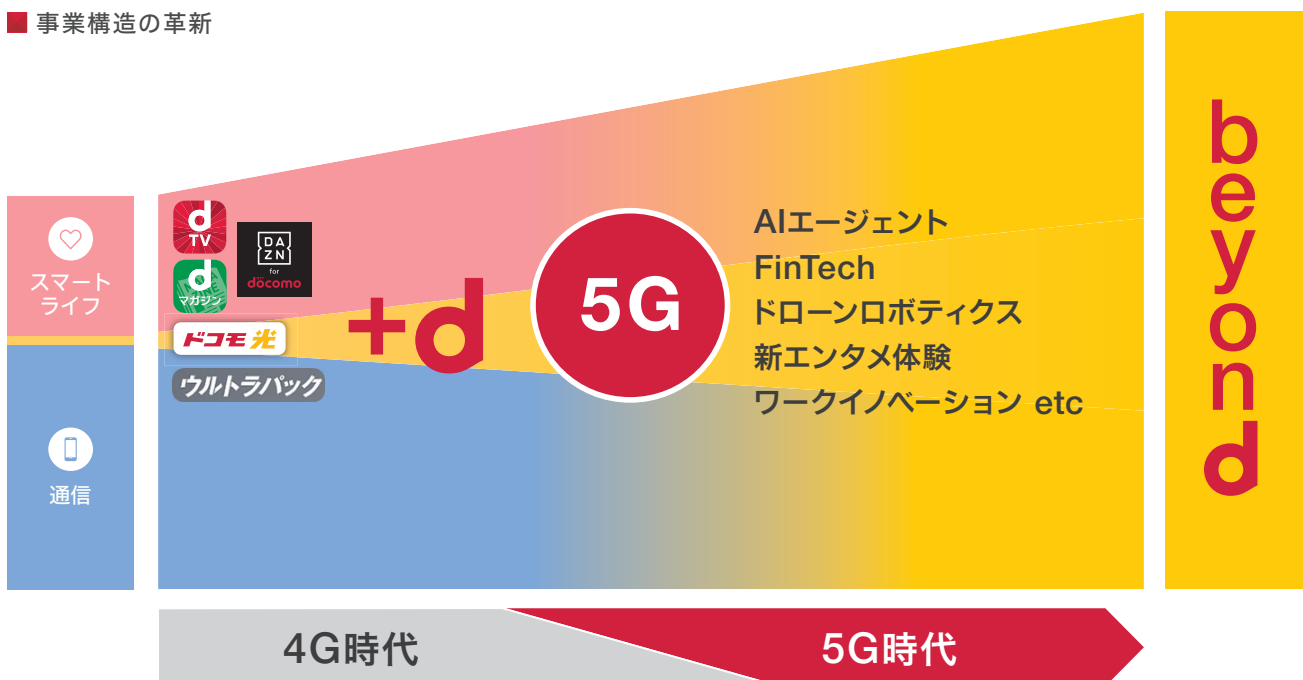 事業構造の革新
スマート
ライフ
通信
d
TV
DA
ZN
for
döcomo
d
マガジン
ドコモ光
ウルトラパック
+d
5G
AIエージェント
FinTech
ドローンロボティクス
新エンタメ体験
ワークイノベーション etc
beyond
4G時代
5G時代